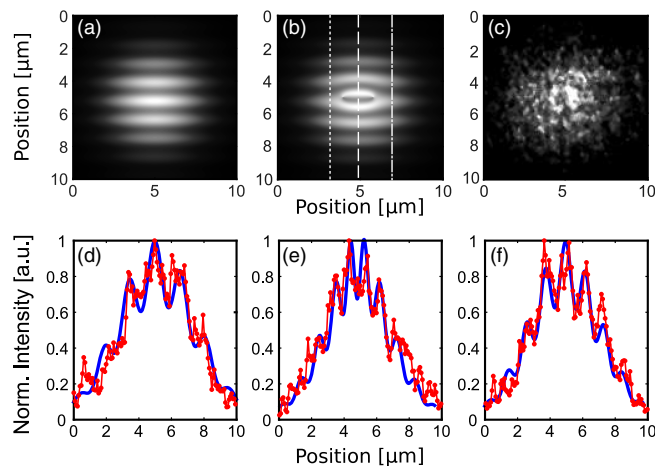 (a) (b) (c)
Position [μm]
0 2 4 6 8 10
0 5 10
0 5 10
0 5 10
Position [μm]
(d) (e) (f)
Norm. Intensity [a.u.]
1 0.8 0.6 0.4 0.2 0
0 2 4 6 8 10
0 2 4 6 8 10
0 2 4 6 8 10
Position [μm]